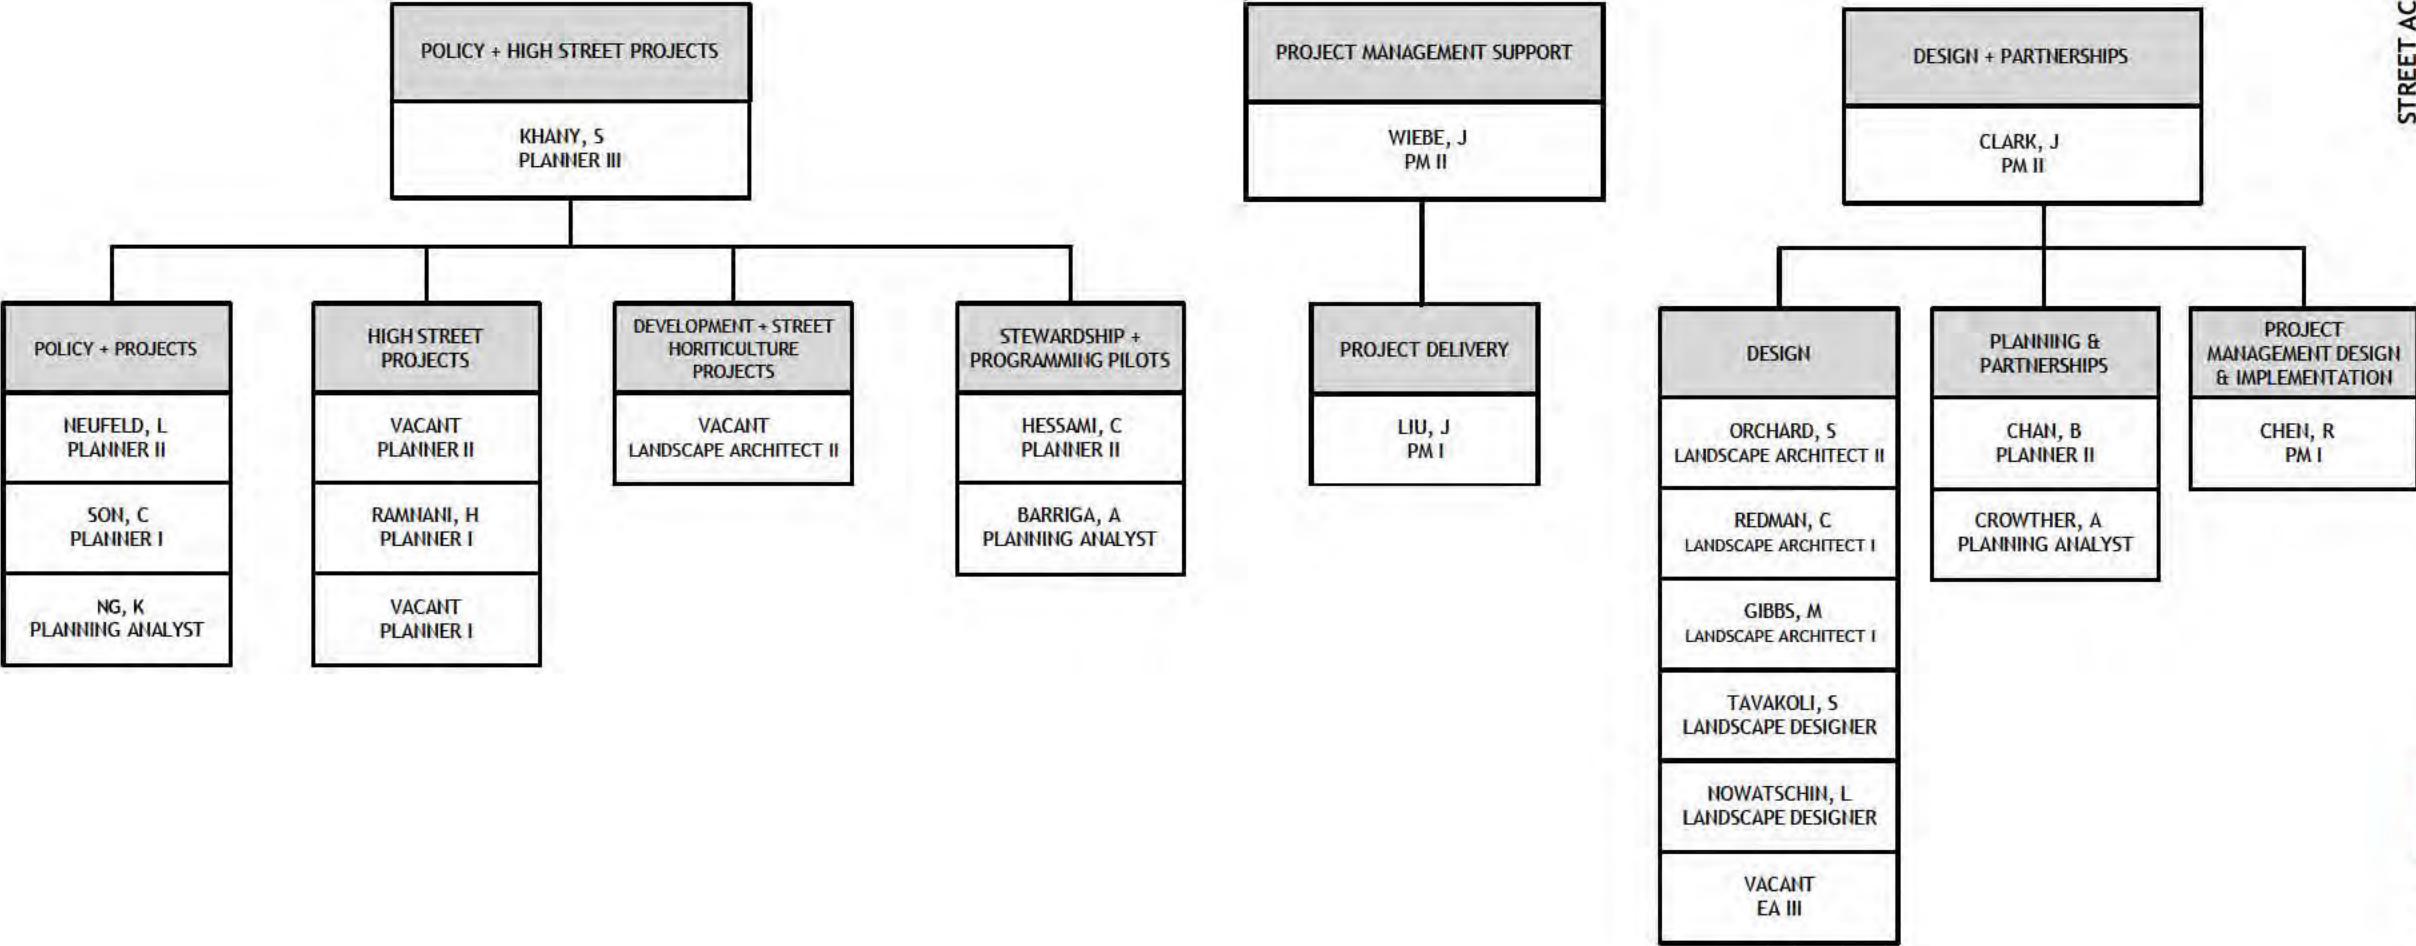 POLICY + HIGH STREET PROJECTS
KHANY, S
PLANNER III
POLICY + PROJECTS
NEUFELD, L
PLANNER II
SON, C
PLANNER I
NG, K
PLANNING ANALYST
HIGH STREET
PROJECTS
VACANT
PLANNER II
RAMNANI, H
PLANNER I
VACANT
PLANNER I
DEVELOPMENT + STREET
HORITICULTURE
PROJECTS
VACANT
LANDSCAPE ARCHITECT II
STEWARDSHIP +
PROGRAMMING PILOTS
HESSAMI, C
PLANNER II
BARRIGA, A
PLANNING ANALYST
PROJECT MANAGEMENT SUPPORT
WIEBE, J
PM II
PROJECT DELIVERY
LIU, J
PM I
DESIGN + PARTNERSHIPS
CLARK, J
PM II
DESIGN
ORCHARD, S
LANDSCAPE ARCHITECT II
REDMAN, C
LANDSCAPE ARCHITECT I
GIBBS, M
LANDSCAPE ARCHITECT I
TAVAKOLI, S
LANDSCAPE DESIGNER
NOWATSCHIN, L
LANDSCAPE DESIGNER
VACANT
EA III
PLANNING &
PARTNERSHIPS
CHAN, B
PLANNER II
CROWTHER, A
PLANNING ANALYST
PROJECT
MANAGEMENT DESIGN
& IMPLEMENTATION
CHEN, R
PM I
STREET